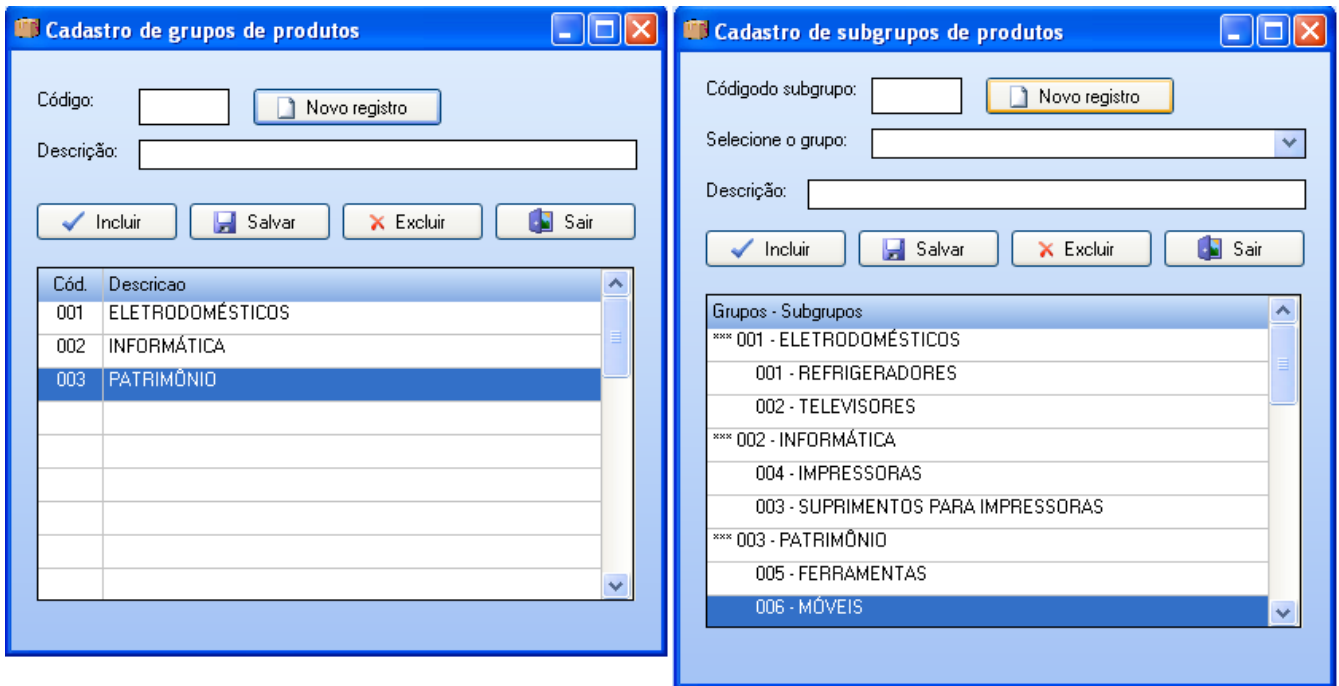 Cadastro de grupos de produtos
Código:
Novo registro
Descrição:
Incluir Salvar Excluir Sair
Cód. Descricao
001 ELETRODOMÉSTICOS
002 INFORMÁTICA
003 PATRIMÔNIO
Cadastro de subgrupos de produtos
Códigodo subgrupo:
Novo registro
Selecione o grupo:
Descrição:
Incluir Salvar Excluir Sair
Grupos - Subgrupos
*** 001 - ELETRODOMÉSTICOS
001 - REFRIGERADORES
002 - TELEVISORES
*** 002 - INFORMÁTICA
004 - IMPRESSORAS
003 - SUPRIMENTOS PARA IMPRESSORAS
*** 003 - PATRIMÔNIO
005 - FERRAMENTAS
006 - MÓVEIS